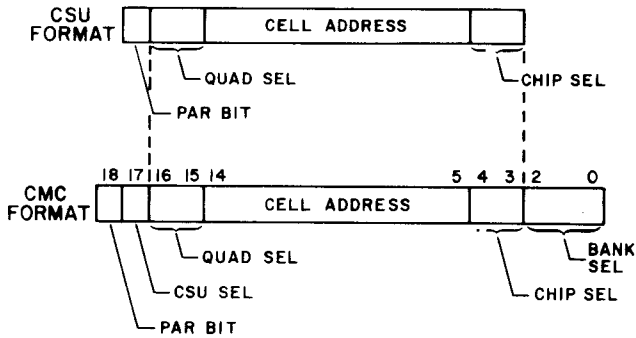 CSU
FORMAT
CELL ADDRESS
QUAD SEL
CHIP SEL
PAR BIT
18 17 16 15 14 5 4 3 2 0
CMC
FORMAT
CELL ADDRESS
QUAD SEL
BANK
SEL
CSU SEL
CHIP SEL
PAR BIT